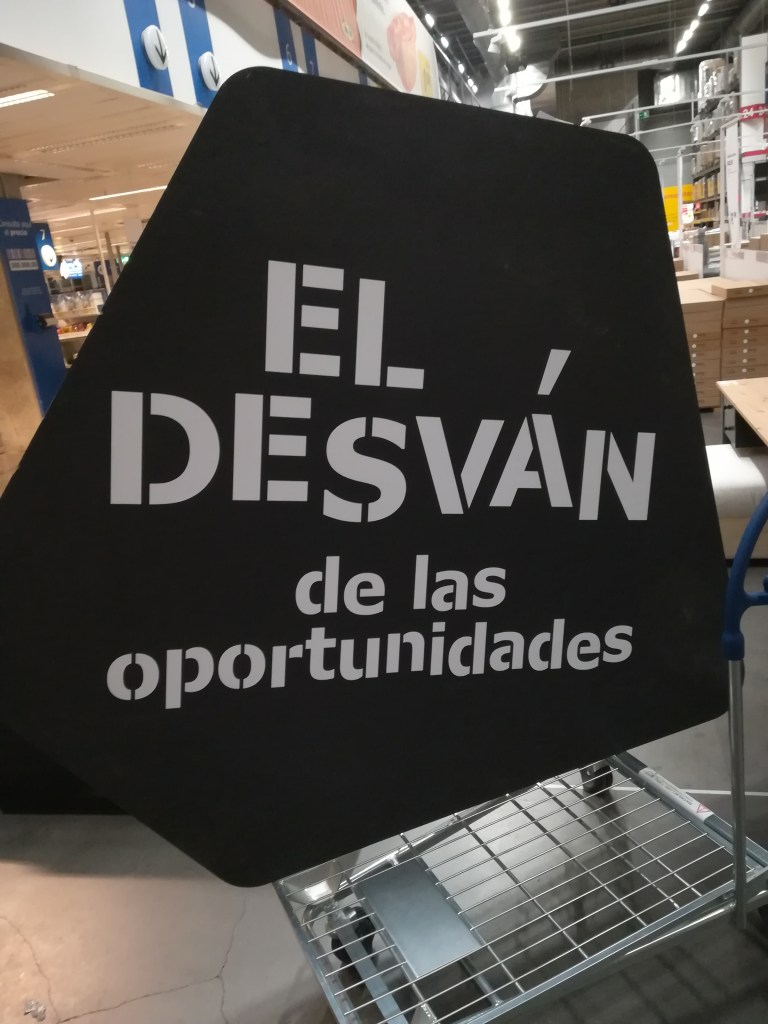 EL
DESVÁN
de las
oportunidades